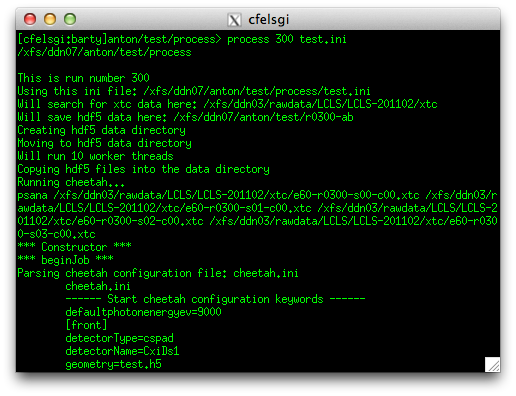 cfelsgi
[cfelsgi:barty]anton/test/process> process 300 test.ini
/xfs/ddn07/anton/test/process
This is run number 300
Using this ini file: /xfs/ddn07/anton/test/process/test.ini
Will search for xtc data here: /xfs/ddn03/rawdata/LCLS/LCLS-201102/xtc
Will save hdf5 data here: /xfs/ddn07/anton/test/r0300-ab
Creating hdf5 data directory
Moving to hdf5 data directory
Will run 10 worker threads
Copying hdf5 files into the data directory
Running cheetah...
psana /xfs/ddn03/rawdata/LCLS/LCLS-201102/xtc/e60-r0300-s00-c00.xtc /xfs/ddn03/r
awdata/LCLS/LCLS-201102/xtc/e60-r0300-s01-c00.xtc /xfs/ddn03/rawdata/LCLS/LCLS-2
01102/xtc/e60-r0300-s02-c00.xtc /xfs/ddn03/rawdata/LCLS/LCLS-201102/xtc/e60-r030
0-s03-c00.xtc
*** Constructor ***
*** beginJob ***
Parsing cheetah configuration file: cheetah.ini
cheetah.ini
------ Start cheetah configuration keywords ------
defaultphotonenergyev=9000
[front]
detectorType=cspad
detectorName=CxiDs1
geometry=test.h5